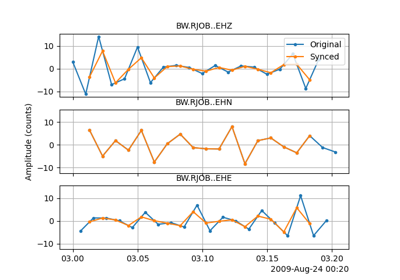 BW.RJOB..EHZ
10
0
−10
Original
Synced
BW.RJOB..EHN
10
0
−10
Amplitude (counts)
BW.RJOB..EHE
10
0
−10
03.00 03.05 03.10 03.15 03.20
2009-Aug-24 00:20